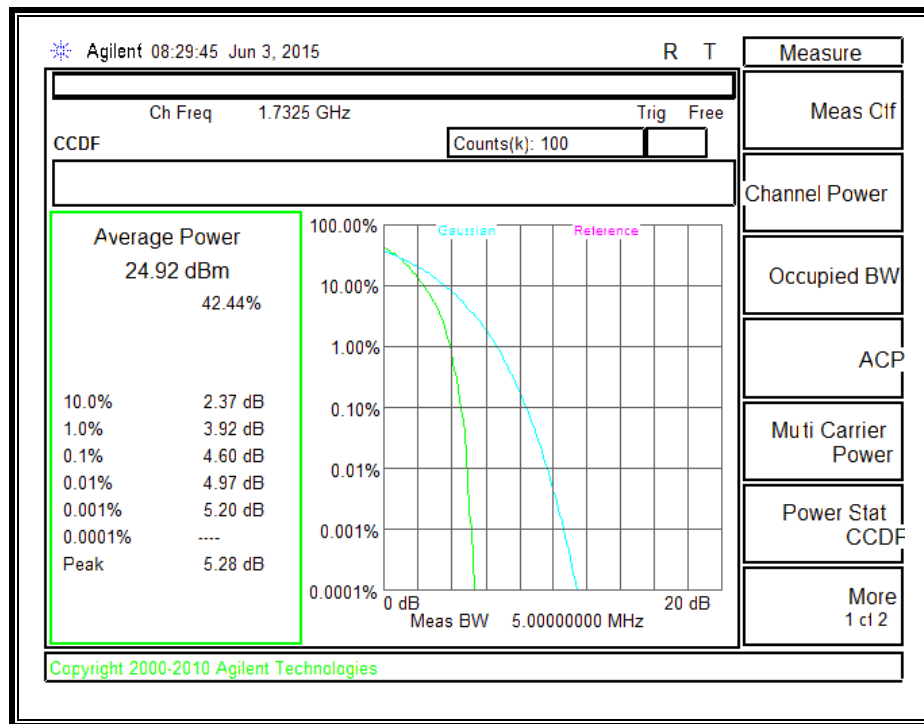 Agilent 08:29:45 Jun 3, 2015 R T
Measure
Ch Freq 1.7325 GHz Trig Free
Meas Off
CCDF Counts(k): 100
Channel Power
Average Power
24.92 dBm
42.44%
10.0% 2.37 dB
1.0% 3.92 dB
0.1% 4.60 dB
0.01% 4.97 dB
0.001% 5.20 dB
0.0001% ----
Peak 5.28 dB
Gaussian Reference
100.00%
10.00%
1.00%
0.10%
0.01%
0.001%
0.0001%
0 dB 20 dB
Meas BW 5.00000000 MHz
Occupied BW
ACP
Multi Carrier
Power
Power Stat
CCDF
More
1 of 2
Copyright 2000-2010 Agilent Technologies